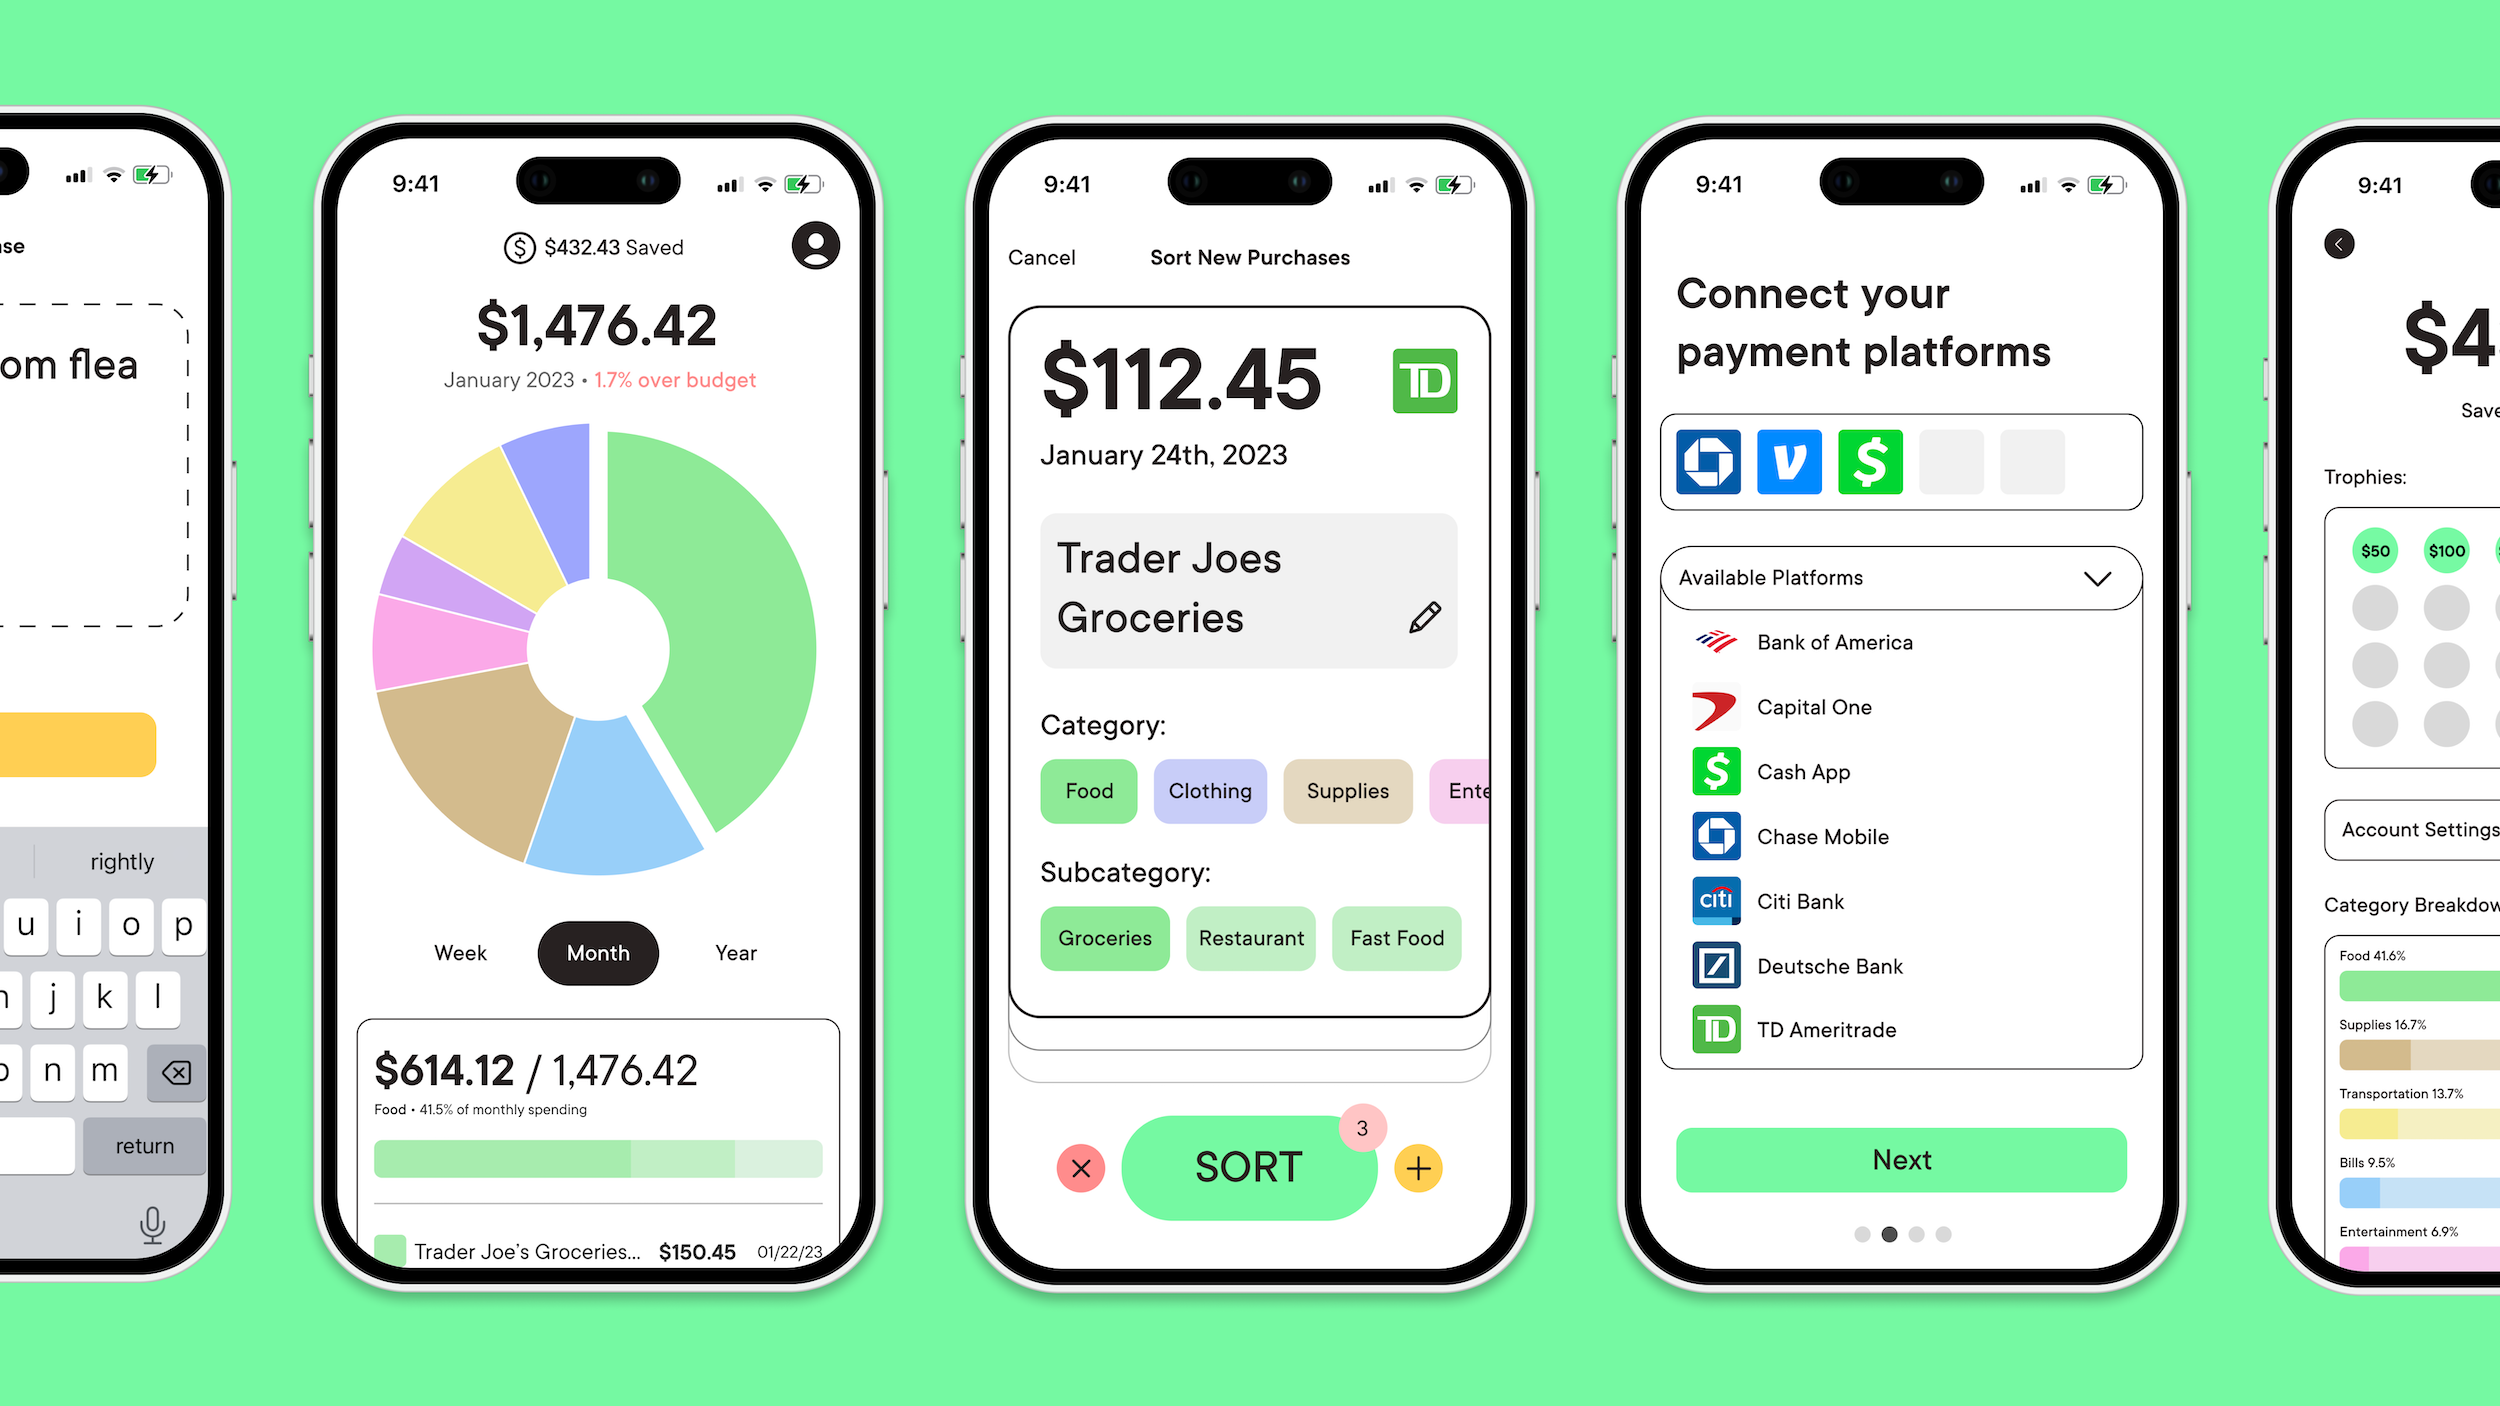 ase
om flea
rightly
u i o p
j k l
n m
return
9:41
$432.43 Saved
$1,476.42
January 2023 • 1.7% over budget
Week Month Year
$614.12 / 1,476.42
Food • 41.5% of monthly spending
Trader Joe's Groceries... $150.45 01/22/23
9:41
Cancel Sort New Purchases
$112.45 TD
January 24th, 2023
Trader Joes
Groceries
Category:
Food Clothing Supplies Ente
Subcategory:
Groceries Restaurant Fast Food
SORT 3
9:41
Connect your
payment platforms
Available Platforms
Bank of America
Capital One
Cash App
Chase Mobile
citi Citi Bank
Deutsche Bank
TD TD Ameritrade
Next
9:41
$4
Save
Trophies:
$50 $100
Account Settings
Category Breakdow
Food 41.6%
Supplies 16.7%
Transportation 13.7%
Bills 9.5%
Entertainment 6.9%